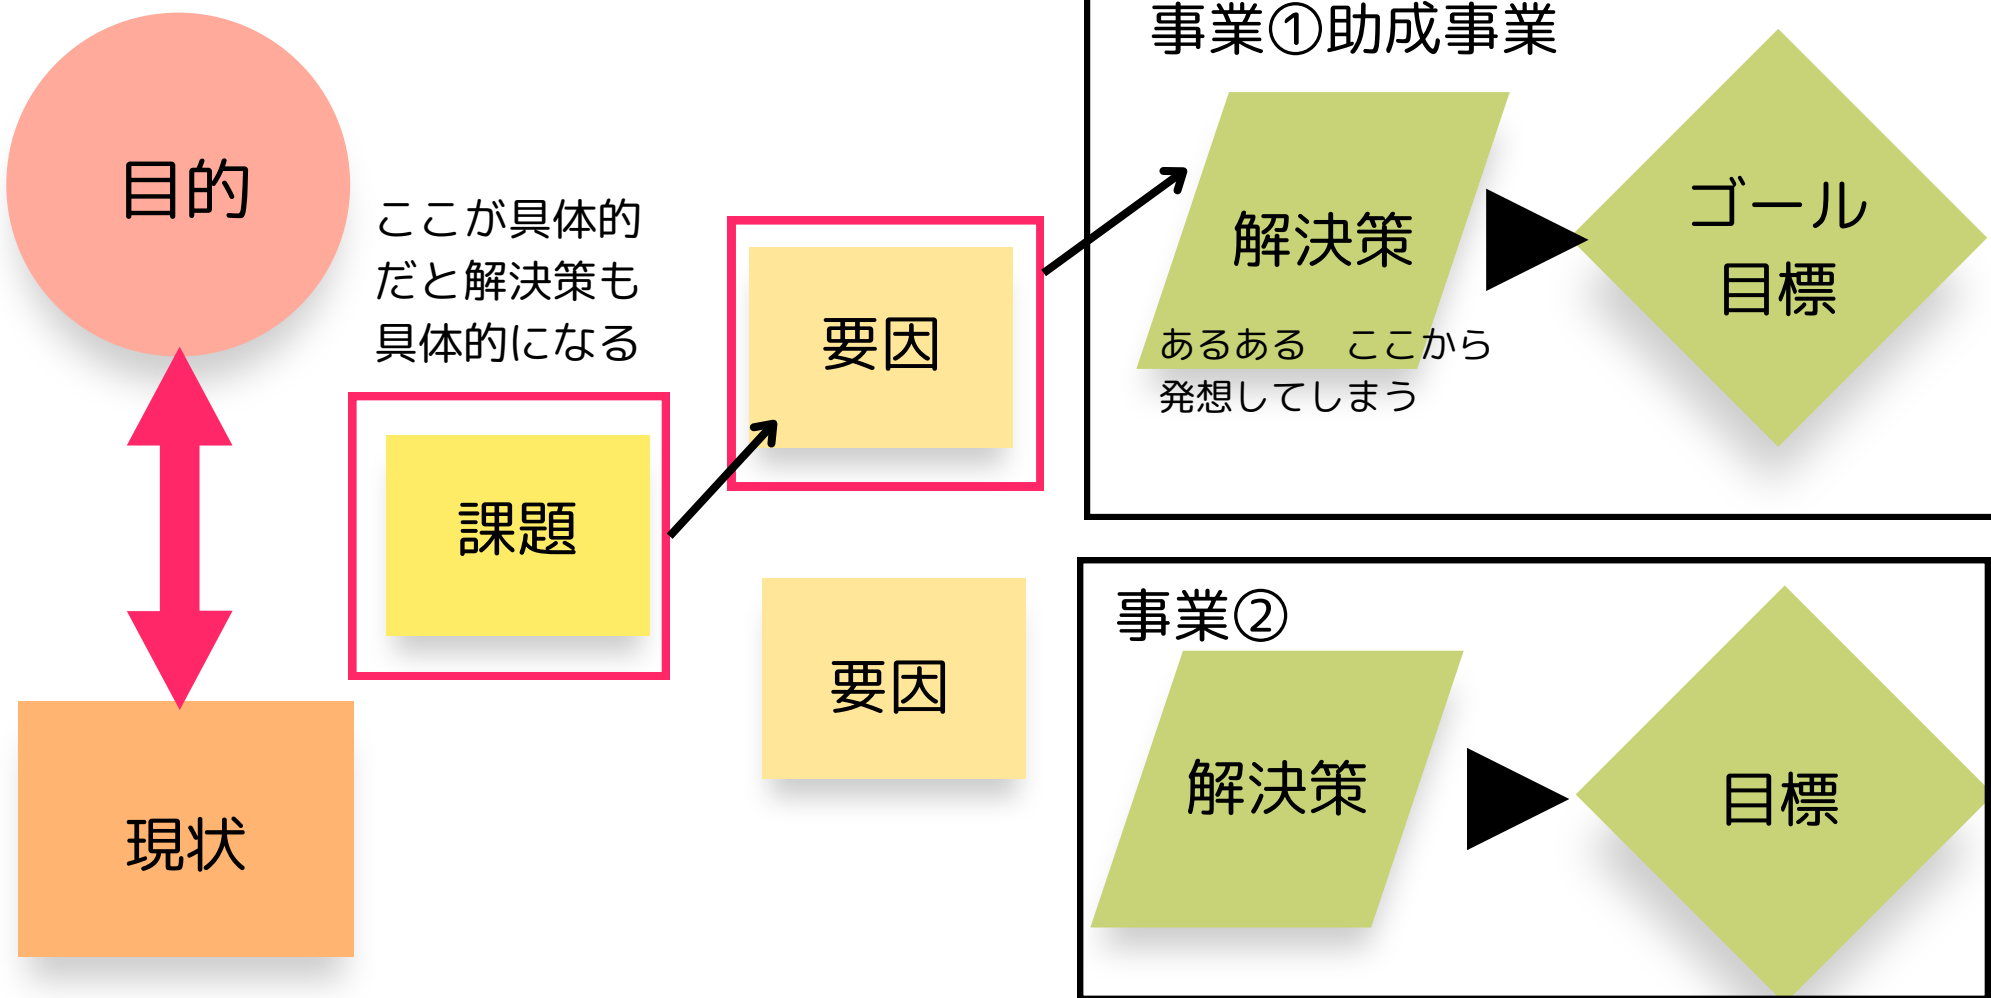 目的
現状
ここが具体的
だと解決策も
具体的になる
課題
要因
要因
事業①助成事業
解決策
あるある　ここから
発想してしまう
ゴール
目標
事業②
解決策
目標